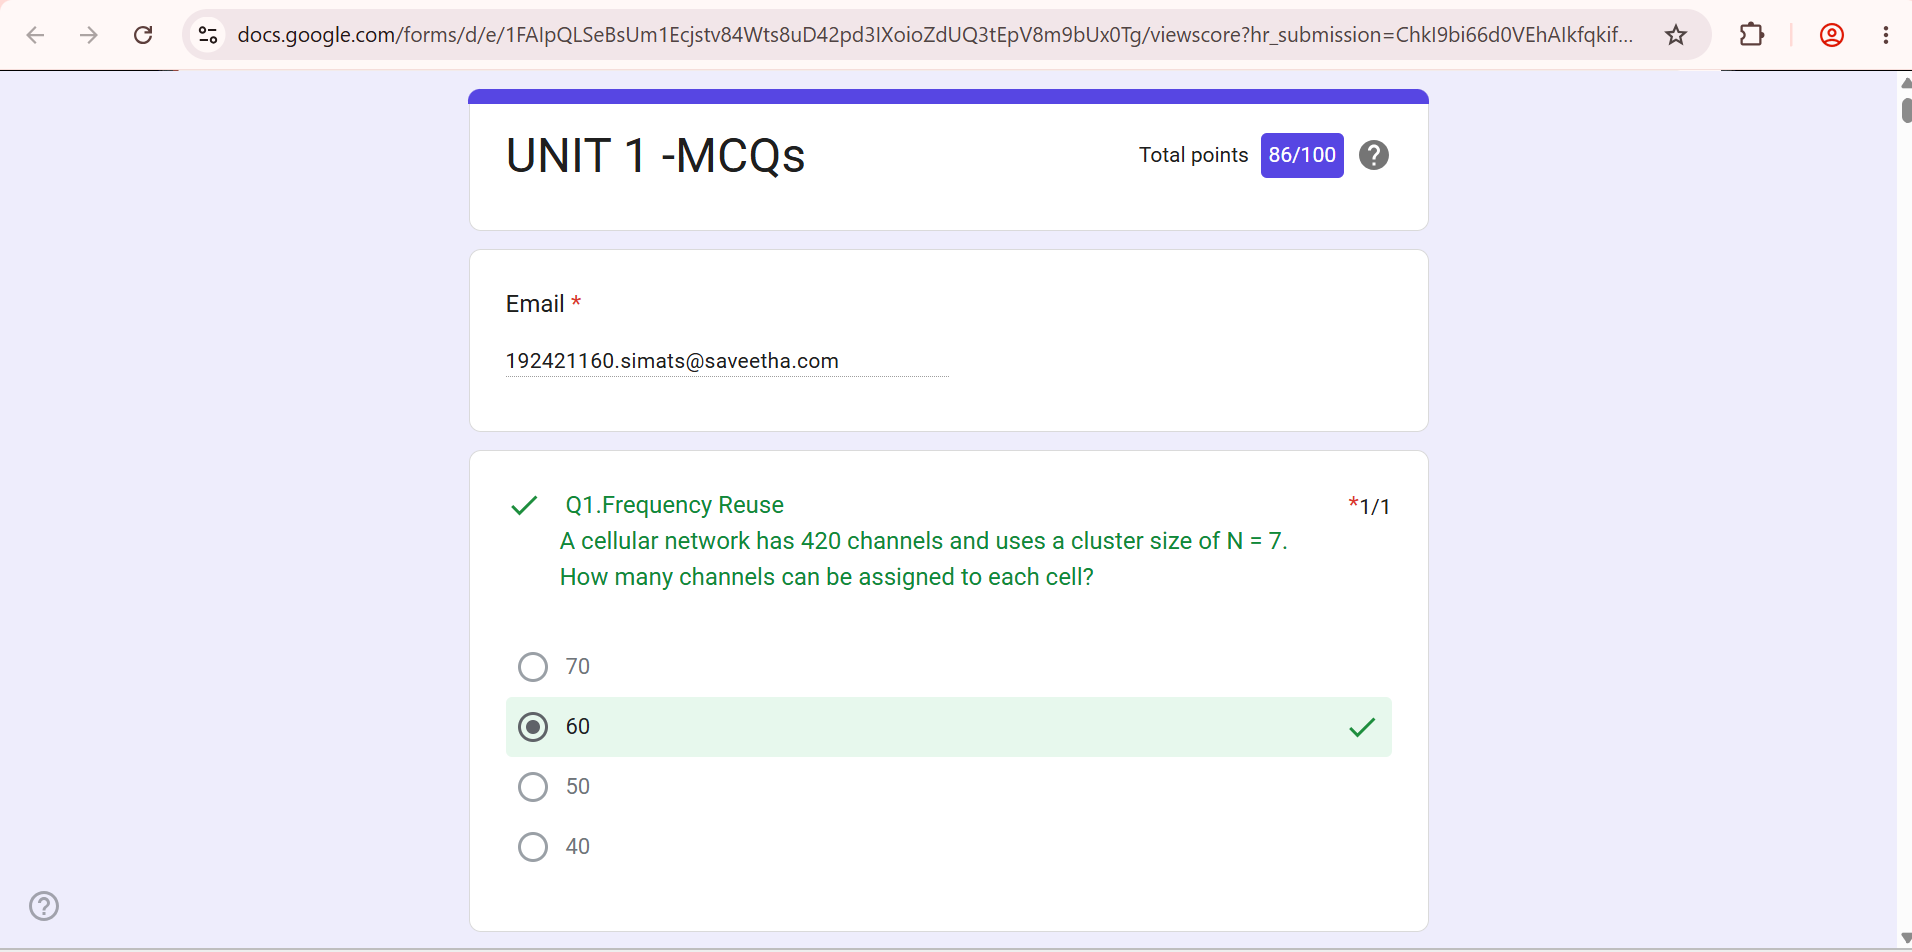 docs.google.com/forms/d/e/1FAIpQLSeBsUm1Ecjstv84Wts8uD42pd3IXoioZdUQ3tEpV8m9bUx0Tg/viewscore?hr_submission=ChkI9bi66d0VEhAIkfqkif...
UNIT 1 -MCQs
Total points 86/100
Email *
192421160.simats@saveetha.com
Q1.Frequency Reuse *1/1
A cellular network has 420 channels and uses a cluster size of N = 7.
How many channels can be assigned to each cell?
70
60
50
40